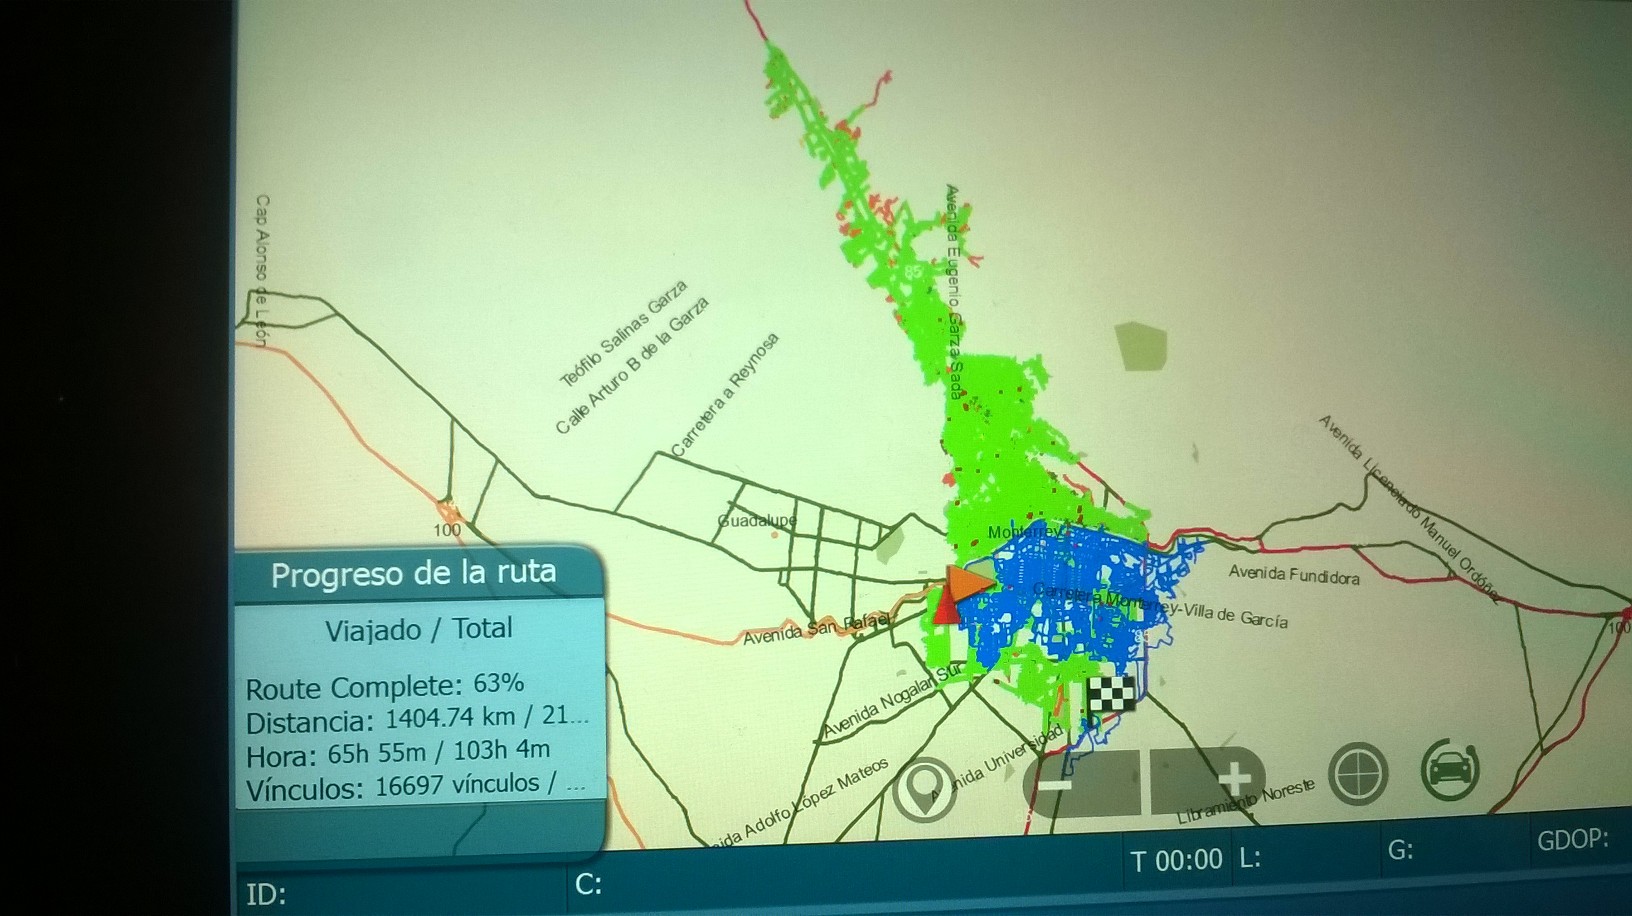 Cap Alonso de León
Teófilo Salinas Garza
Calle Arturo B de la Garza
Carretera a Reynosa
Avenida Eugenio Garza Sada
85
Avenida Licenciado Manuel Ordóñez
100
Guadalupe
Monterrey
Avenida Fundidora
Carretera Monterrey-Villa de García
85
100
Avenida San Rafael
Avenida Nogalar Sur
Avenida Universidad
Adolfo López Mateos
Libramiento Noreste
Progreso de la ruta
Viajado / Total
Route Complete: 63%
Distancia: 1404.74 km / 21...
Hora: 65h 55m / 103h 4m
Vínculos: 16697 vínculos / ...
ID:
C:
T 00:00
L:
G:
GDOP: